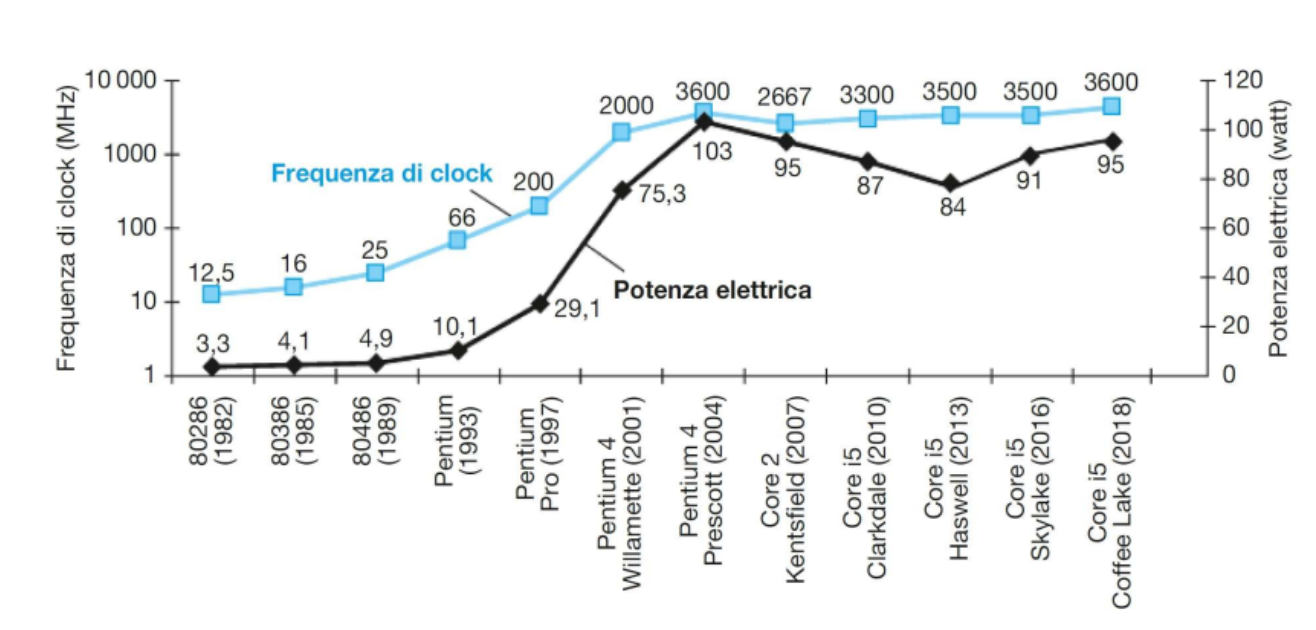 Frequenza di clock (MHz)
10 000
1000
100
10
1
Frequenza di clock
12,5
16
25
66
200
2000
3600
2667
3300
3500
3500
3600
Potenza elettrica
3,3
4,1
4,9
10,1
29,1
75,3
103
95
87
84
91
95
120
100
80
60
40
20
0
Potenza elettrica (watt)
80286
(1982)
80386
(1985)
80486
(1989)
Pentium
(1993)
Pentium
Pro (1997)
Pentium 4
Willamette (2001)
Pentium 4
Prescott (2004)
Core 2
Kentsfield (2007)
Core i5
Clarkdale (2010)
Core i5
Haswell (2013)
Core i5
Skylake (2016)
Core i5
Coffee Lake (2018)